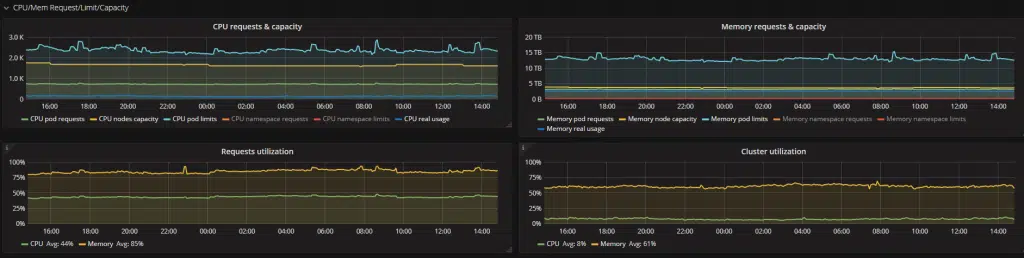 CPU/Mem Request/Limit/Capacity
CPU requests & capacity
3.0 K
2.0 K
1.0 K
0
16:00 18:00 20:00 22:00 00:00 02:00 04:00 06:00 08:00 10:00 12:00 14:00
CPU pod requests CPU nodes capacity CPU pod limits CPU namespace requests CPU namespace limits CPU real usage
Memory requests & capacity
20 TB
15 TB
10 TB
5 TB
0 B
16:00 18:00 20:00 22:00 00:00 02:00 04:00 06:00 08:00 10:00 12:00 14:00
Memory pod requests Memory node capacity Memory pod limits Memory namespace requests Memory namespace limits
Memory real usage
i
Requests utilization
100%
75%
50%
25%
0%
16:00 18:00 20:00 22:00 00:00 02:00 04:00 06:00 08:00 10:00 12:00 14:00
CPU Avg: 44% Memory Avg: 85%
i
Cluster utilization
100%
75%
50%
25%
0%
16:00 18:00 20:00 22:00 00:00 02:00 04:00 06:00 08:00 10:00 12:00 14:00
CPU Avg: 8% Memory Avg: 61%